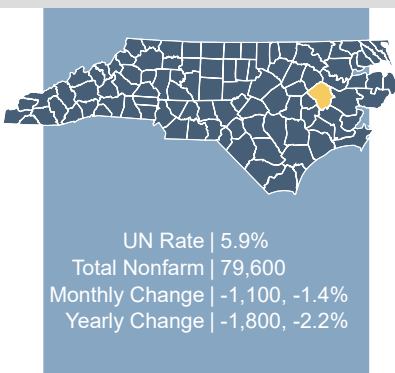 UN Rate | 5.9%
Total Nonfarm | 79,600
Monthly Change | -1,100, -1.4%
Yearly Change | -1,800, -2.2%